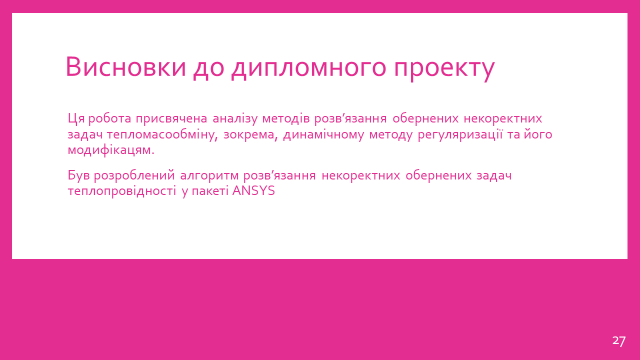 Висновки до дипломного проекту
Ця робота присвячена аналізу методів розв’язання обернених некоректних
задач тепломасообміну, зокрема, динамічному методу регуляризації та його
модифікацям.
Був розроблений алгоритм розв’язання некоректних обернених задач
теплопровідності у пакеті ANSYS
27